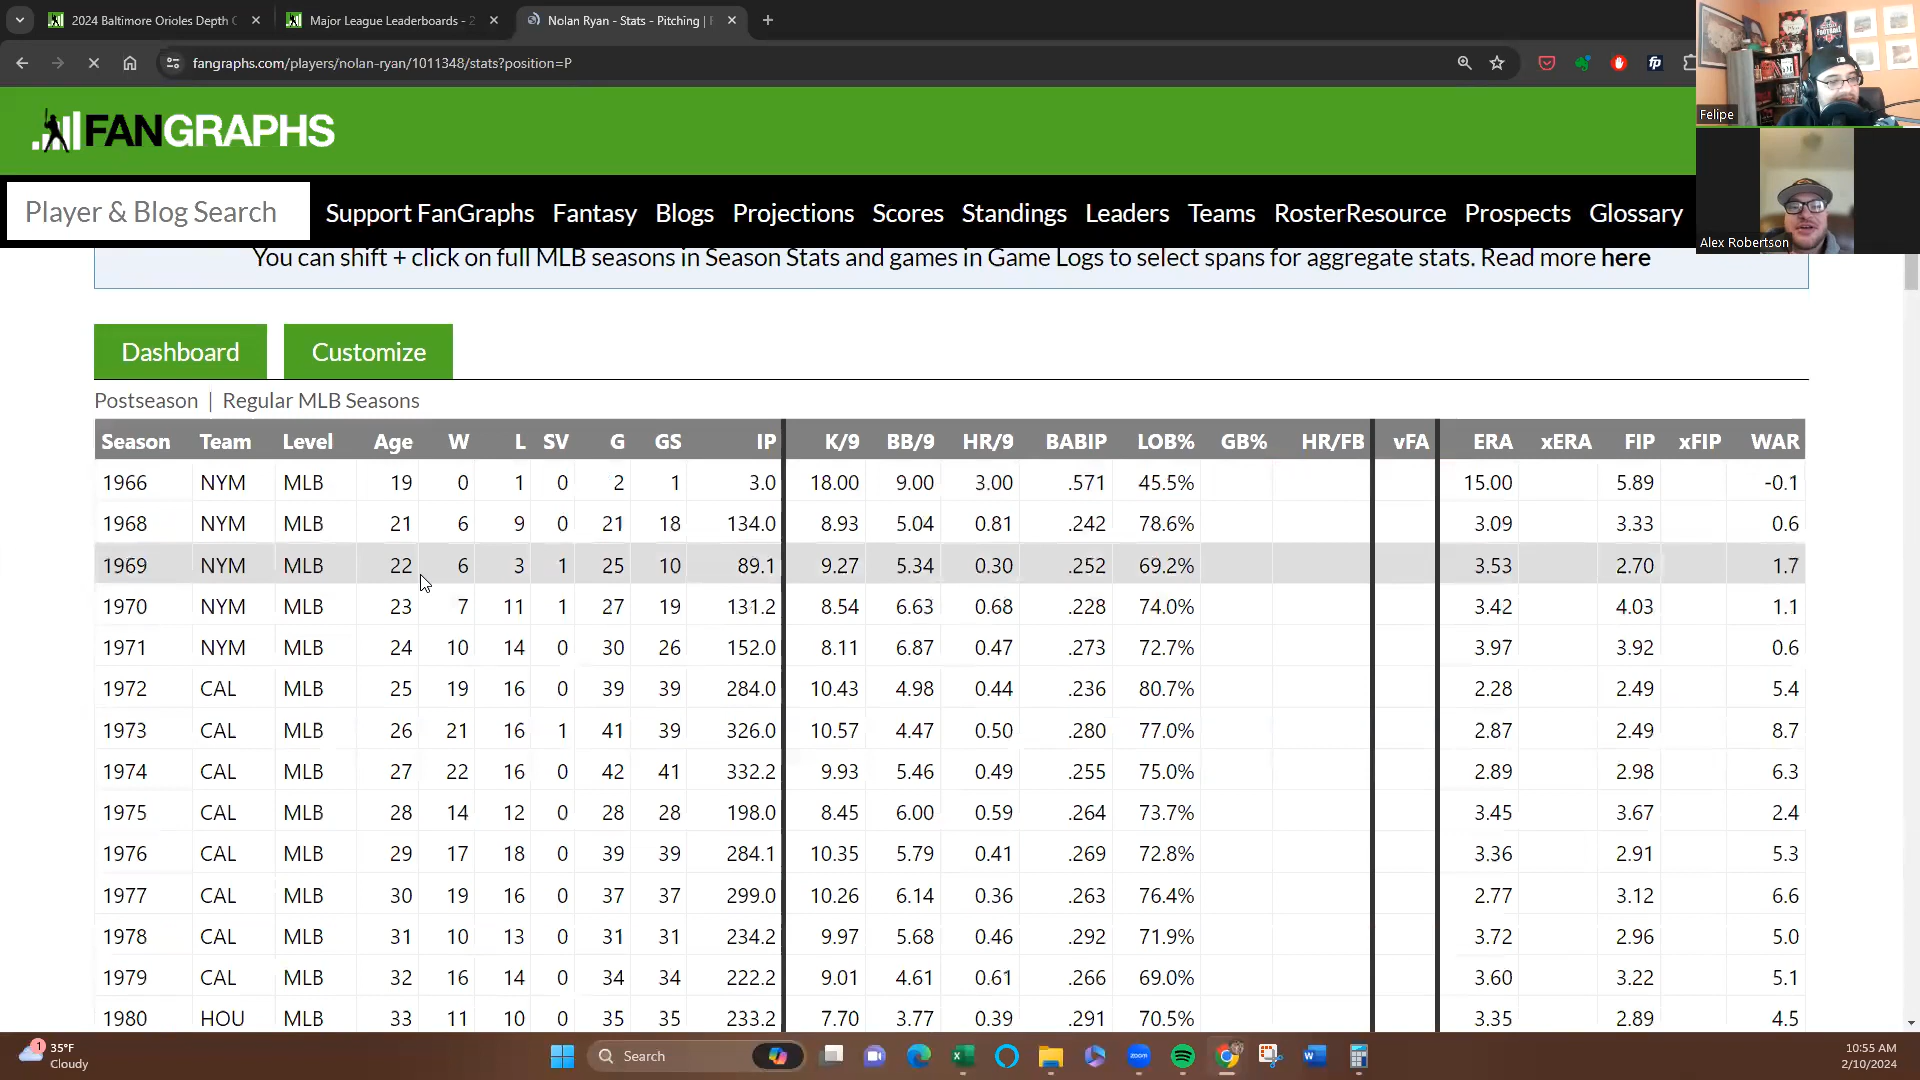 2024 Baltimore Orioles Depth C
Major League Leaderboards - 2
Nolan Ryan - Stats - Pitching | F
fangraphs.com/players/nolan-ryan/1011348/stats?position=P
Felipe
Alex Robertson
FANGRAPHS
Player & Blog Search
Support FanGraphs Fantasy Blogs Projections Scores Standings Leaders Teams RosterResource Prospects Glossary
You can shift + click on full MLB seasons in Season Stats and games in Game Logs to select spans for aggregate stats. Read more here
Dashboard Customize
Postseason | Regular MLB Seasons
Season Team Level Age W L SV G GS IP K/9 BB/9 HR/9 BABIP LOB% GB% HR/FB vFA ERA xERA FIP xFIP WAR
1966 NYM MLB 19 0 1 0 2 1 3.0 18.00 9.00 3.00 .571 45.5% 15.00 5.89 -0.1
1968 NYM MLB 21 6 9 0 21 18 134.0 8.93 5.04 0.81 .242 78.6% 3.09 3.33 0.6
1969 NYM MLB 22 6 3 1 25 10 89.1 9.27 5.34 0.30 .252 69.2% 3.53 2.70 1.7
1970 NYM MLB 23 7 11 1 27 19 131.2 8.54 6.63 0.68 .228 74.0% 3.42 4.03 1.1
1971 NYM MLB 24 10 14 0 30 26 152.0 8.11 6.87 0.47 .273 72.7% 3.97 3.92 0.6
1972 CAL MLB 25 19 16 0 39 39 284.0 10.43 4.98 0.44 .236 80.7% 2.28 2.49 5.4
1973 CAL MLB 26 21 16 1 41 39 326.0 10.57 4.47 0.50 .280 77.0% 2.87 2.49 8.7
1974 CAL MLB 27 22 16 0 42 41 332.2 9.93 5.46 0.49 .255 75.0% 2.89 2.98 6.3
1975 CAL MLB 28 14 12 0 28 28 198.0 8.45 6.00 0.59 .264 73.7% 3.45 3.67 2.4
1976 CAL MLB 29 17 18 0 39 39 284.1 10.35 5.79 0.41 .269 72.8% 3.36 2.91 5.3
1977 CAL MLB 30 19 16 0 37 37 299.0 10.26 6.14 0.36 .263 76.4% 2.77 3.12 6.6
1978 CAL MLB 31 10 13 0 31 31 234.2 9.97 5.68 0.46 .292 71.9% 3.72 2.96 5.0
1979 CAL MLB 32 16 14 0 34 34 222.2 9.01 4.61 0.61 .266 69.0% 3.60 3.22 5.1
1980 HOU MLB 33 11 10 0 35 35 233.2 7.70 3.77 0.39 .291 70.5% 3.35 2.89 4.5
1
35°F
Cloudy
Search
zoom
10:55 AM
2/10/2024